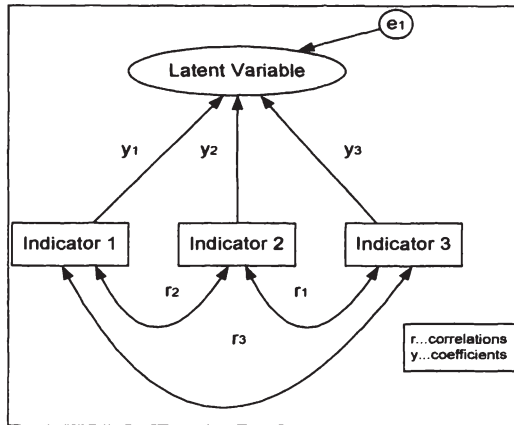 e1
Latent Variable
y1
y2
y3
Indicator 1
Indicator 2
Indicator 3
r2
r1
r3
r...correlations
y...coefficients